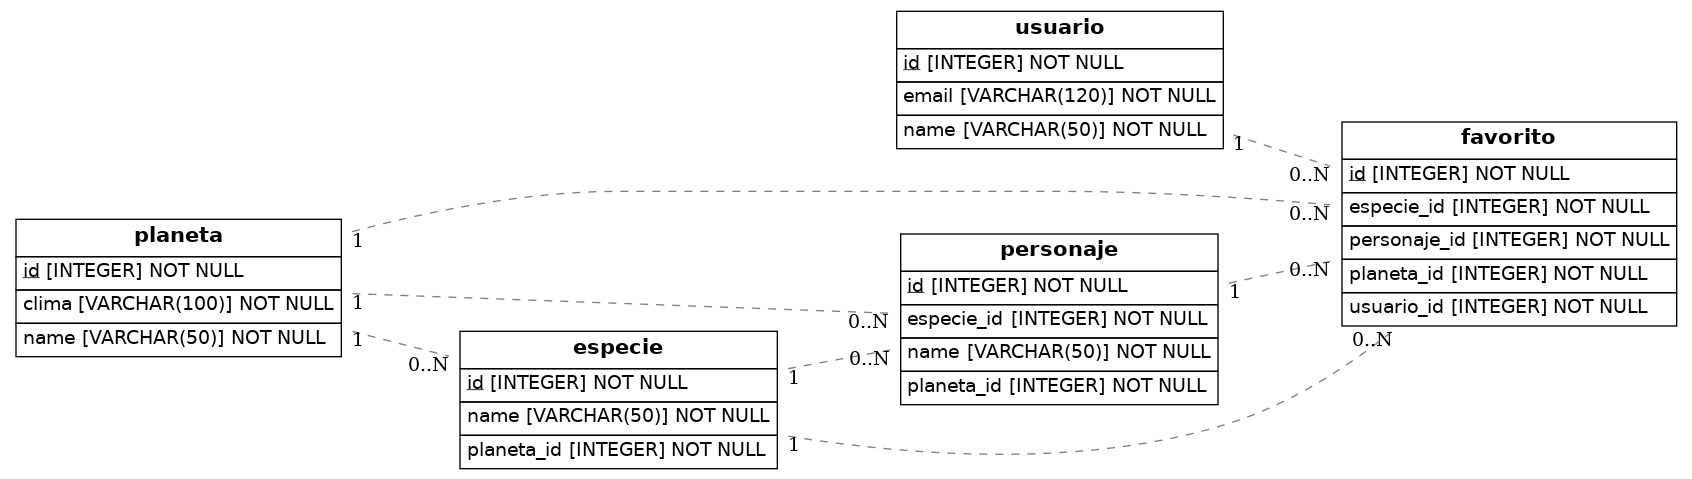 usuario
id [INTEGER] NOT NULL
email [VARCHAR(120)] NOT NULL
name [VARCHAR(50)] NOT NULL
1
0..N
favorito
id [INTEGER] NOT NULL
especie_id [INTEGER] NOT NULL
personaje_id [INTEGER] NOT NULL
planeta_id [INTEGER] NOT NULL
usuario_id [INTEGER] NOT NULL
0..N
0..N
0..N
planeta
id [INTEGER] NOT NULL
clima [VARCHAR(100)] NOT NULL
name [VARCHAR(50)] NOT NULL
1
1
1
personaje
id [INTEGER] NOT NULL
especie_id [INTEGER] NOT NULL
name [VARCHAR(50)] NOT NULL
planeta_id [INTEGER] NOT NULL
1
0..N
0..N
especie
id [INTEGER] NOT NULL
name [VARCHAR(50)] NOT NULL
planeta_id [INTEGER] NOT NULL
0..N
1
1